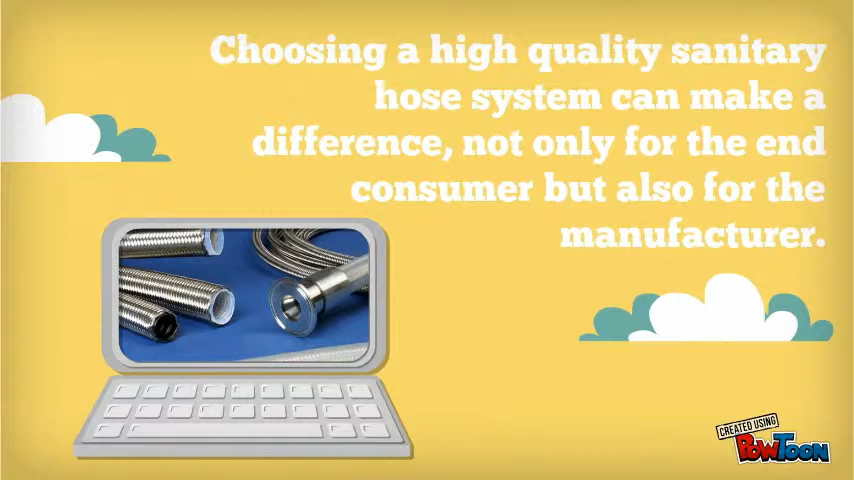 Choosing a high quality sanitary
hose system can make a
difference, not only for the end
consumer but also for the
manufacturer.
CREATED USING
POWTOON